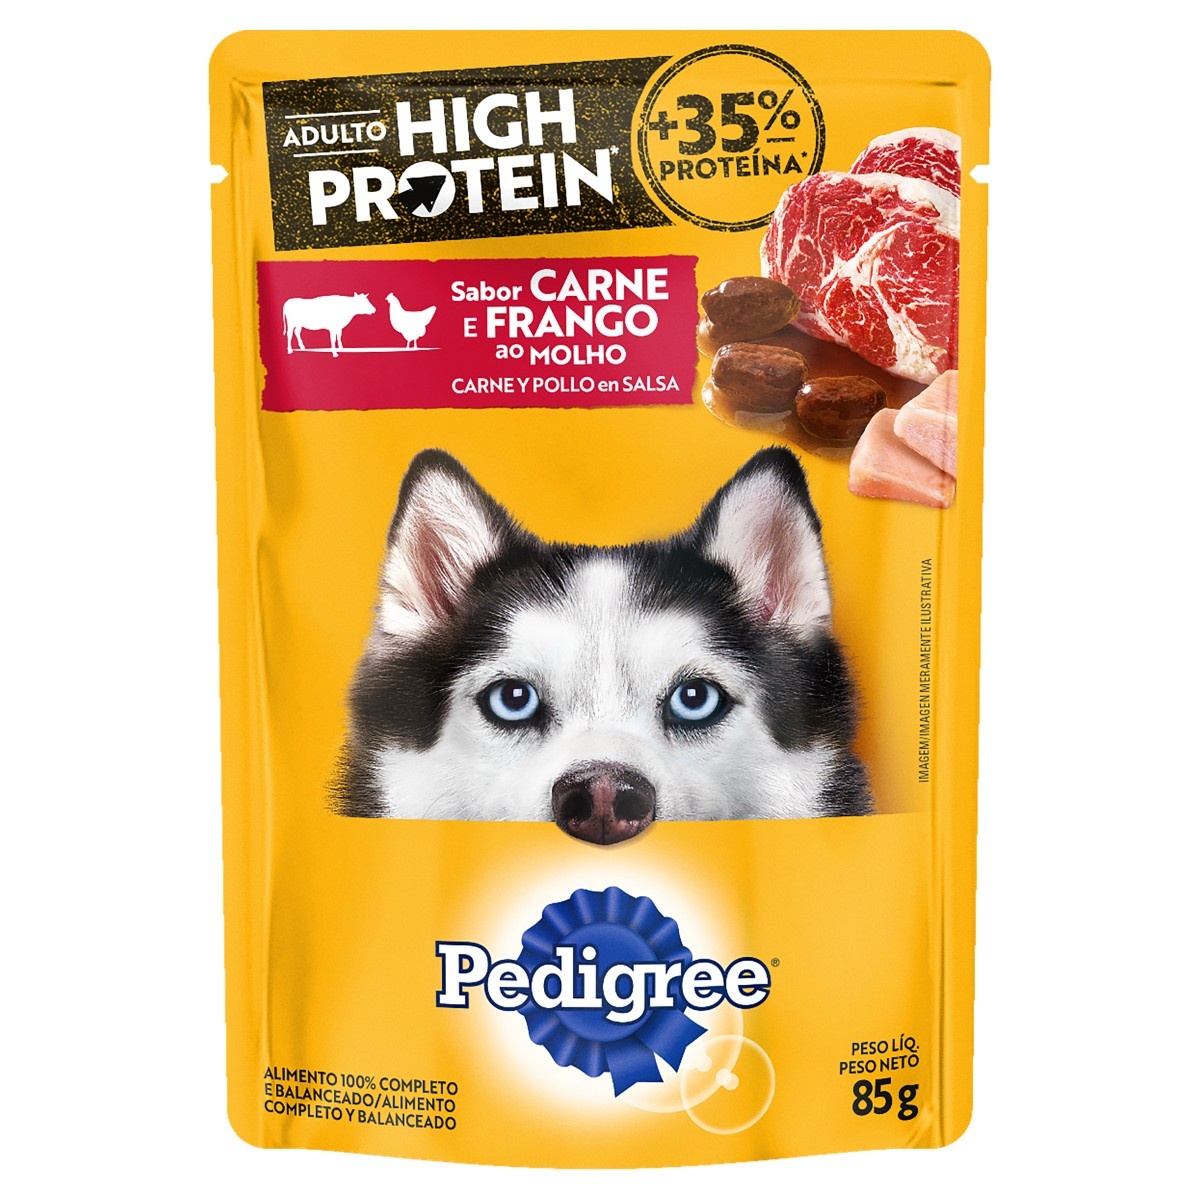 ADULTO HIGH
PROTEIN*
+35%
PROTEÍNA*
Sabor CARNE
E FRANGO
ao MOLHO
CARNE Y POLLO en SALSA
IMAGEM/IMAGEN MERAMENTE ILUSTRATIVA
Pedigree®
ALIMENTO 100% COMPLETO
E BALANCEADO/ALIMENTO
COMPLETO Y BALANCEADO
PESO LÍQ.
PESO NETO
85g